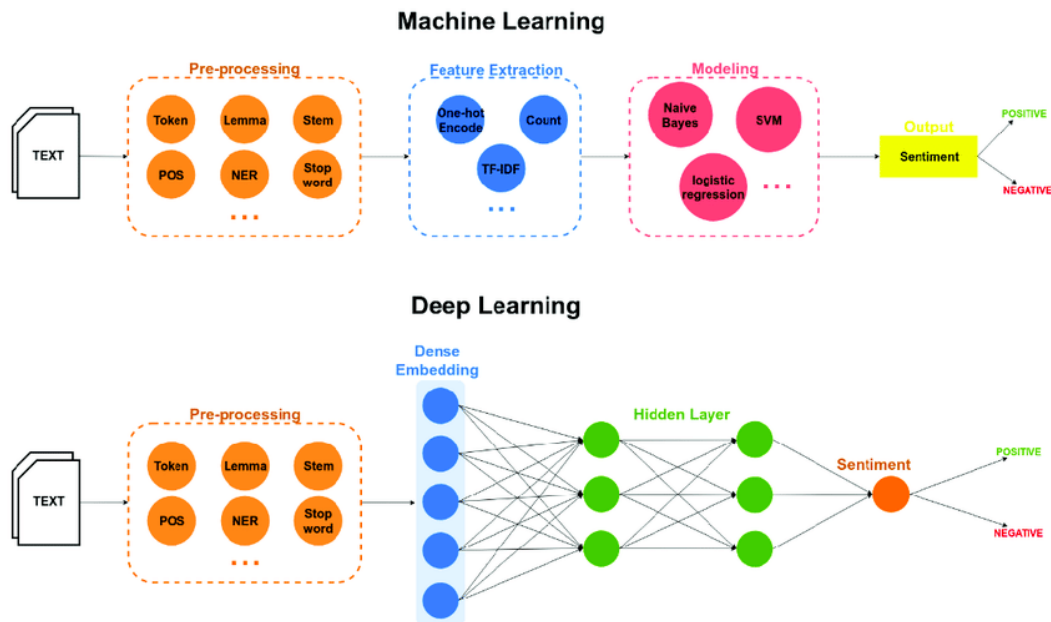 Machine Learning
Pre-processing
Feature Extraction
Modeling
TEXT
Token
Lemma
Stem
POS
NER
Stop
word
...
One-hot
Encode
Count
TF-IDF
...
Naive
Bayes
SVM
logistic
regression
...
Output
Sentiment
POSITIVE
NEGATIVE
Deep Learning
Pre-processing
TEXT
Token
Lemma
Stem
POS
NER
Stop
word
...
Dense
Embedding
Hidden Layer
Sentiment
POSITIVE
NEGATIVE